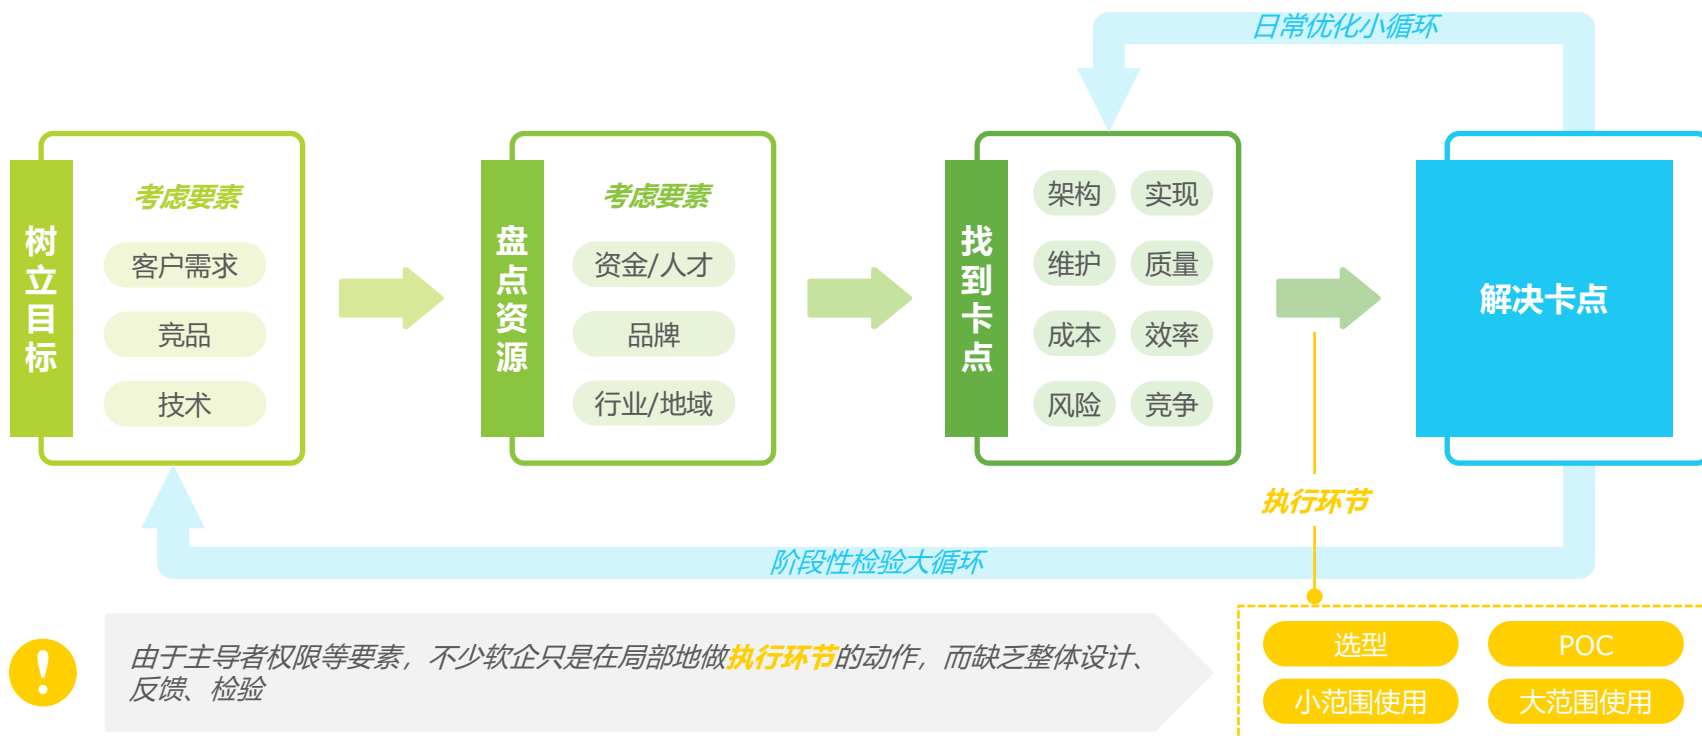 日常优化小循环
树立目标
考虑要素
客户需求
竞品
技术
盘点资源
考虑要素
资金/人才
品牌
行业/地域
找到卡点
架构
实现
维护
质量
成本
效率
风险
竞争
解决卡点
执行环节
阶段性检验大循环
由于主导者权限等要素，不少软企只是在局部地做执行环节的动作，而缺乏整体设计、
反馈、检验
选型
POC
小范围使用
大范围使用